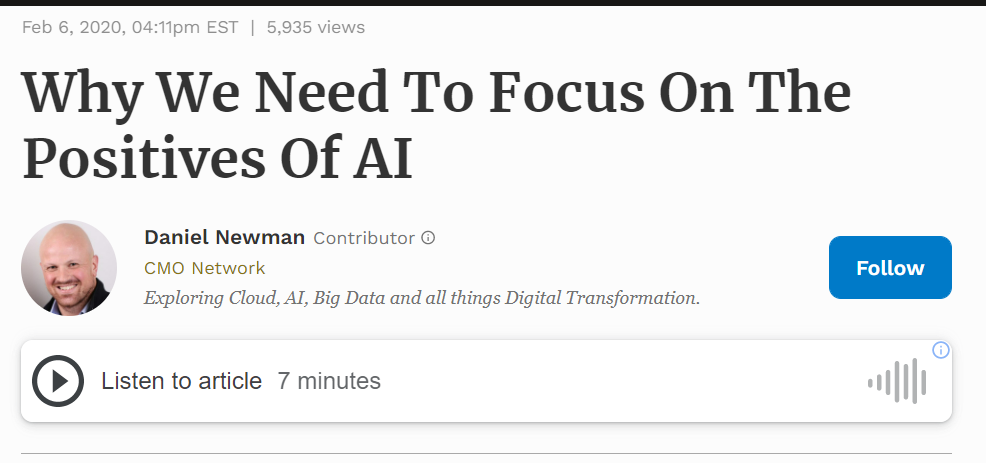 Feb 6, 2020, 04:11pm EST | 5,935 views
Why We Need To Focus On The
Positives Of AI
Daniel Newman Contributor
CMO Network
Exploring Cloud, AI, Big Data and all things Digital Transformation.
Follow
Listen to article 7 minutes